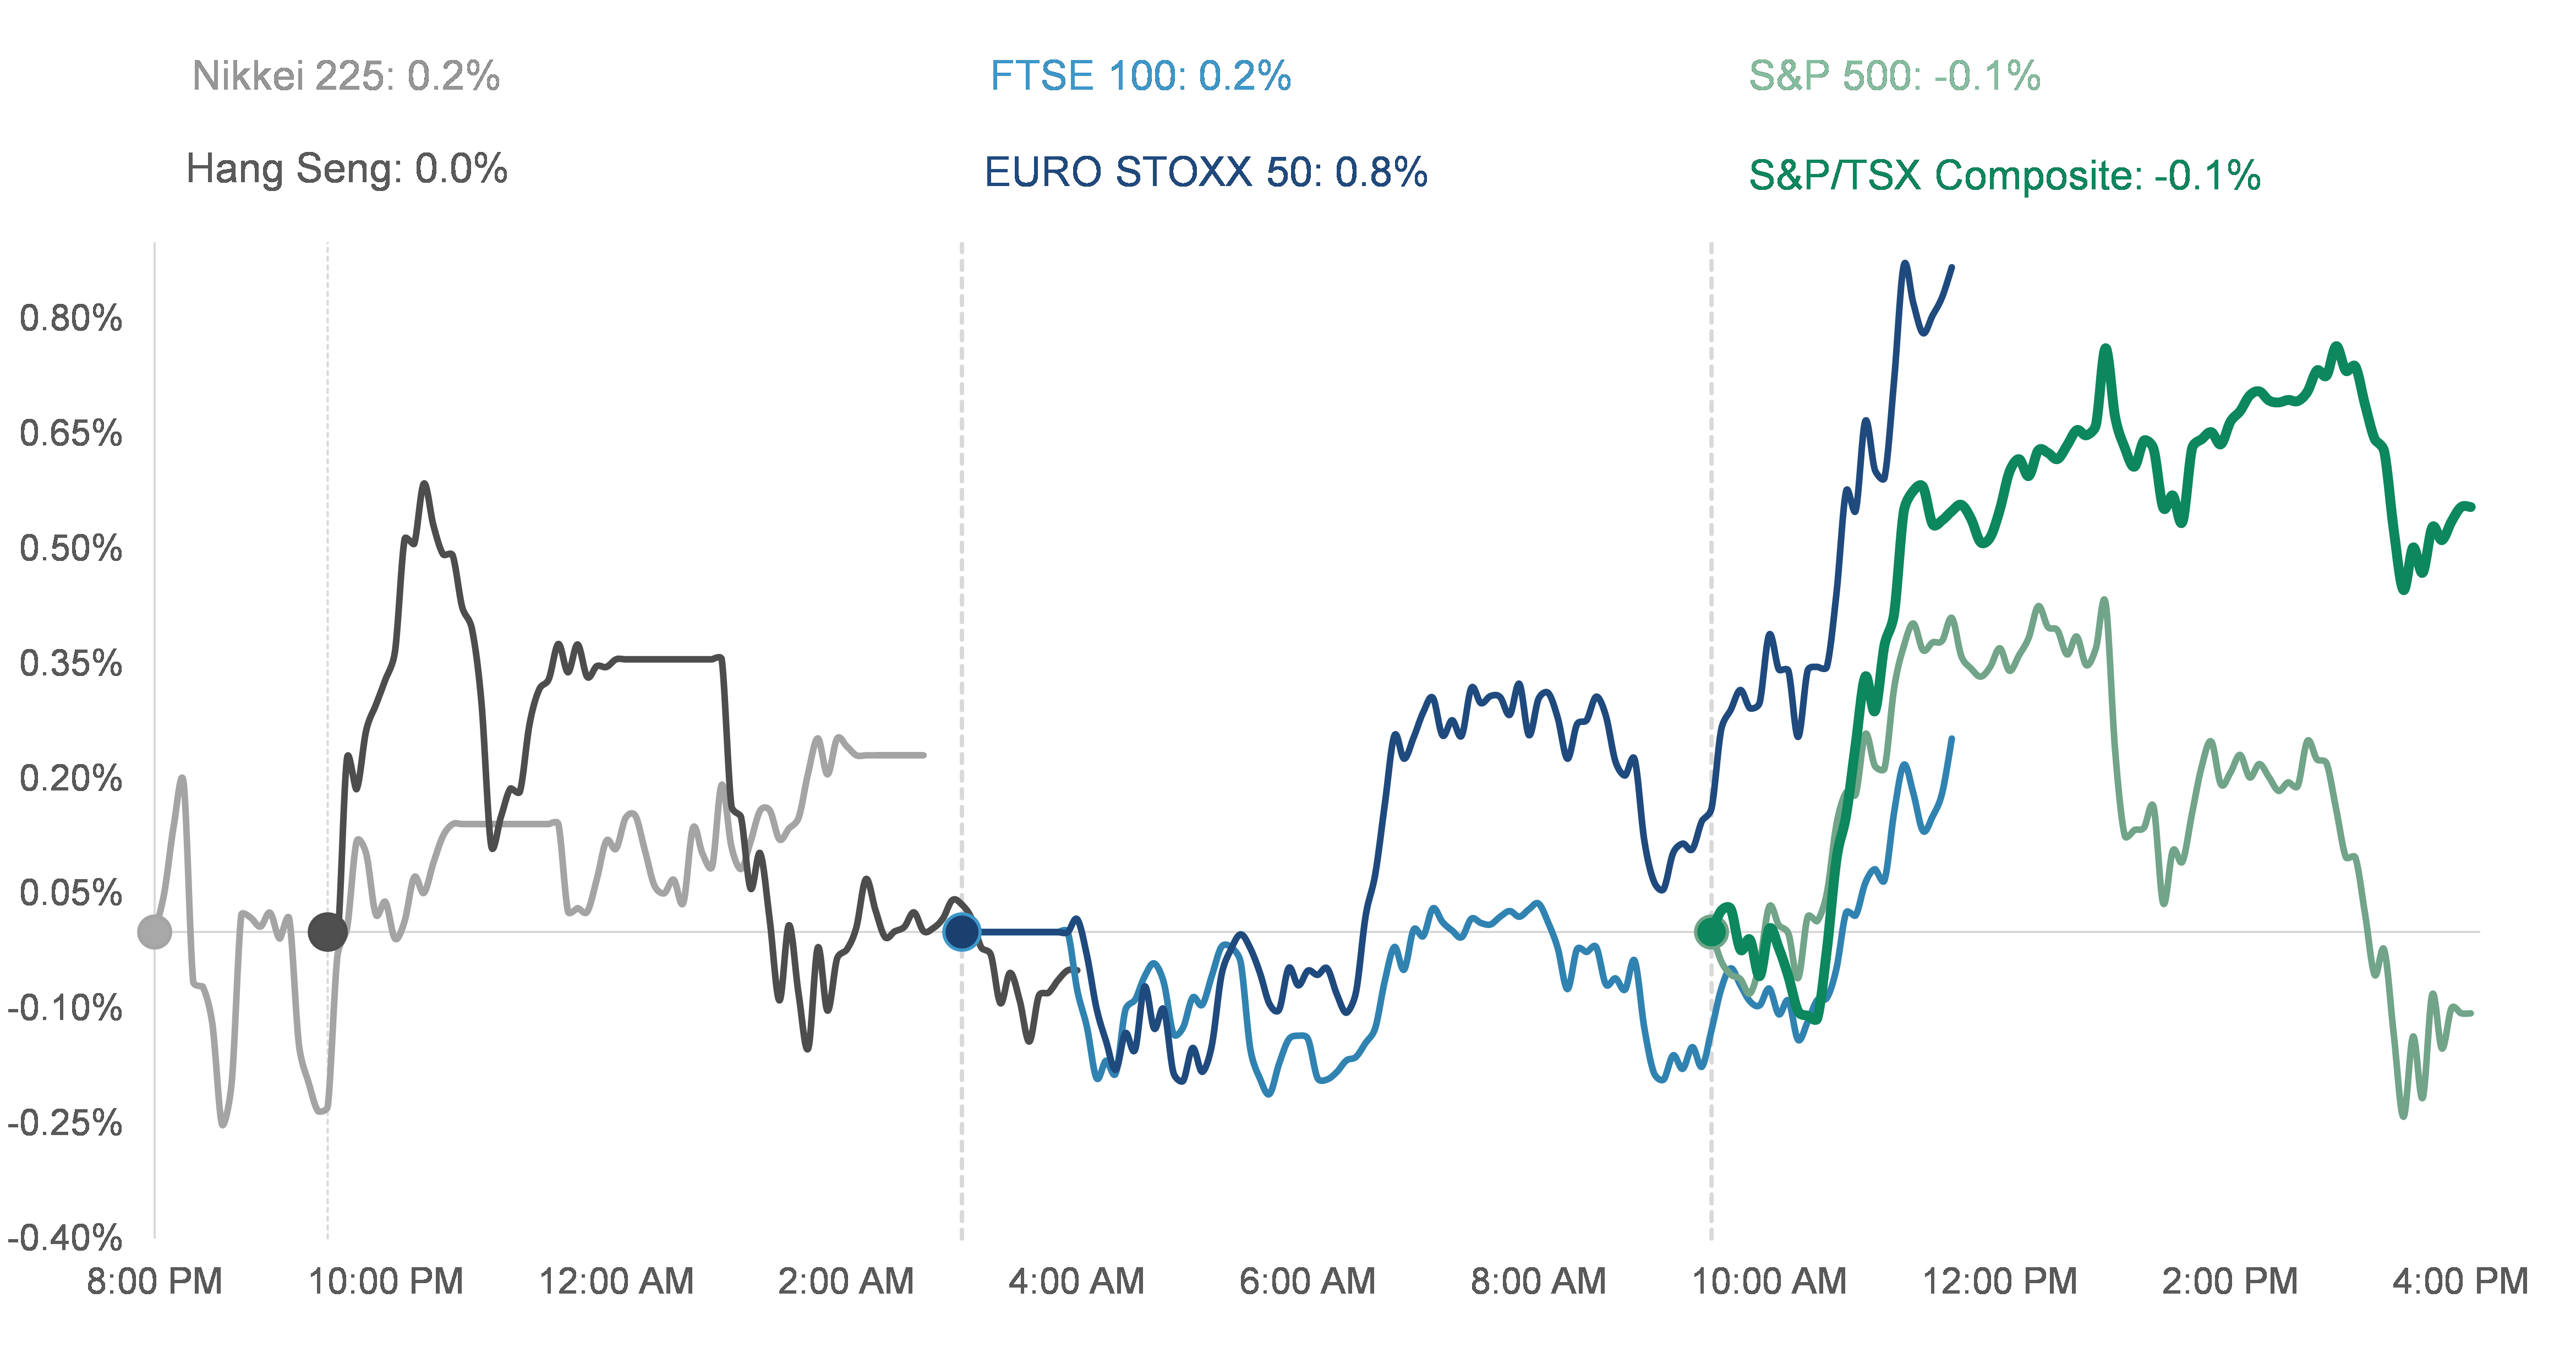 Nikkei 225: 0.2%
FTSE 100: 0.2%
S&P 500: -0.1%
Hang Seng: 0.0%
EURO STOXX 50: 0.8%
S&P/TSX Composite: -0.1%
0.80%
0.65%
0.50%
0.35%
0.20%
0.05%
-0.10%
-0.25%
-0.40%
8:00 PM
10:00 PM
12:00 AM
2:00 AM
4:00 AM
6:00 AM
8:00 AM
10:00 AM
12:00 PM
2:00 PM
4:00 PM